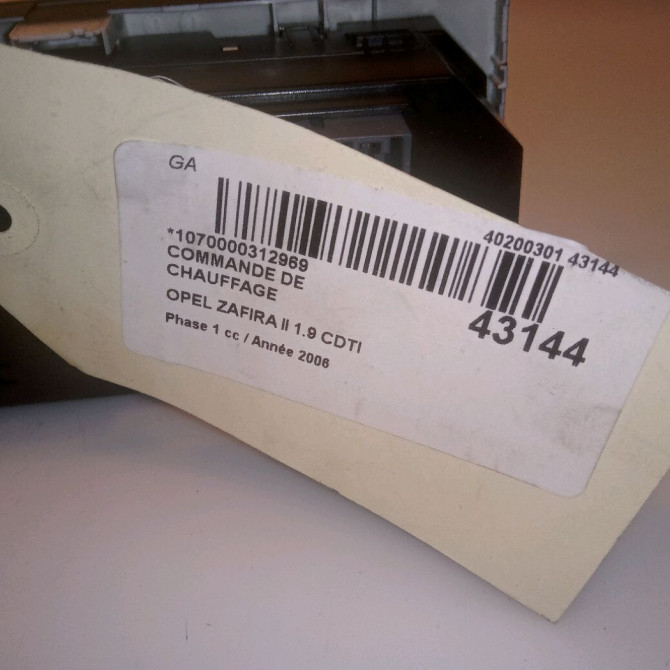 GA
40200301 43144
*1070000312969
COMMANDE DE
CHAUFFAGE
43144
OPEL ZAFIRA II 1.9 CDTI
Phase 1 cc / Année 2006